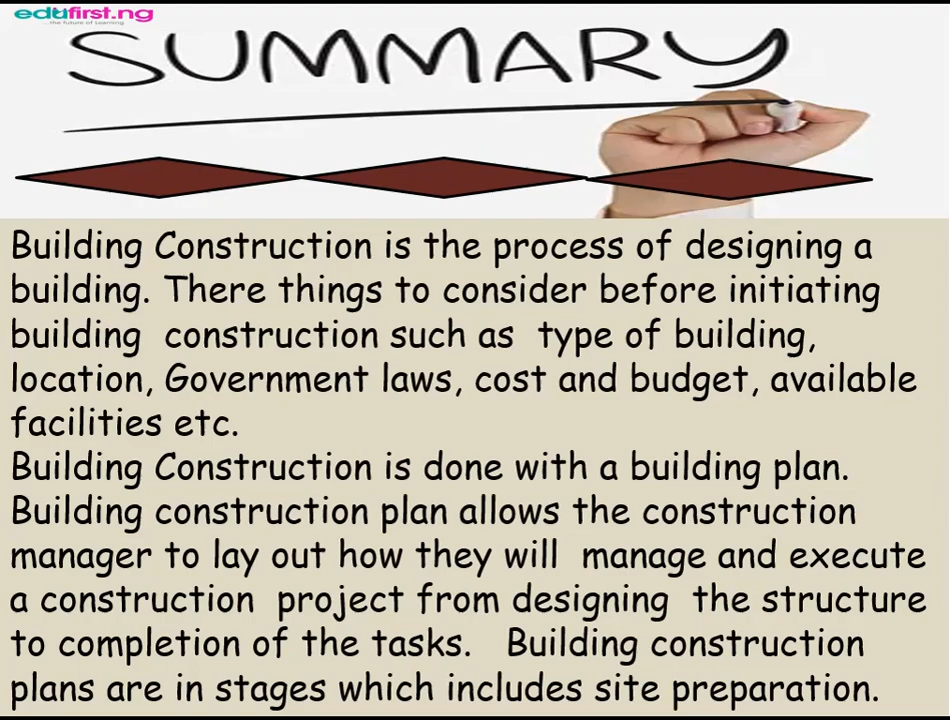 edufirst.ng
...the future of Learning
SUMMARY
Building Construction is the process of designing a
building. There things to consider before initiating
building construction such as type of building,
location, Government laws, cost and budget, available
facilities etc.
Building Construction is done with a building plan.
Building construction plan allows the construction
manager to lay out how they will manage and execute
a construction project from designing the structure
to completion of the tasks. Building construction
plans are in stages which includes site preparation.